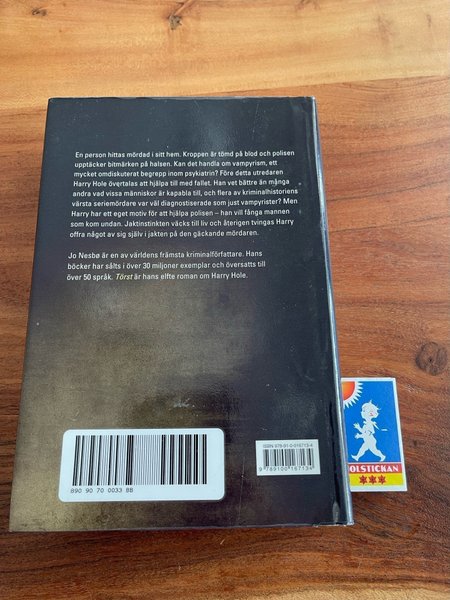 En person hittas mördad i sitt hem. Kroppen är tömd på blod och polisen
upptäcker bitmärken på halsen. Kan det handla om vampyrism, ett
mycket omdiskuterat begrepp inom psykiatrin? Före detta utredaren
Harry Hole övertalas att hjälpa till med fallet. Han vet bättre än många
andra vad vissa människor är kapabla till, och flera av kriminalhistoriens
värsta seriemördare var väl diagnostiserade som just vampyrister? Men
Harry har ett eget motiv för att hjälpa polisen – han vill fånga mannen
som kom undan. Jaktinstinkten väcks till liv och återigen tvingas Harry
offra något av sig själv i jakten på den gäckande mördaren.
Jo Nesbø är en av världens främsta kriminalförfattare. Hans
böcker har sålts i över 30 miljoner exemplar och översatts till
över 50 språk. Törst är hans elfte roman om Harry Hole.
890 90 70 0033 88
ISBN 978-91-0-016713-4
9 789100 167134
OLSTICKAN